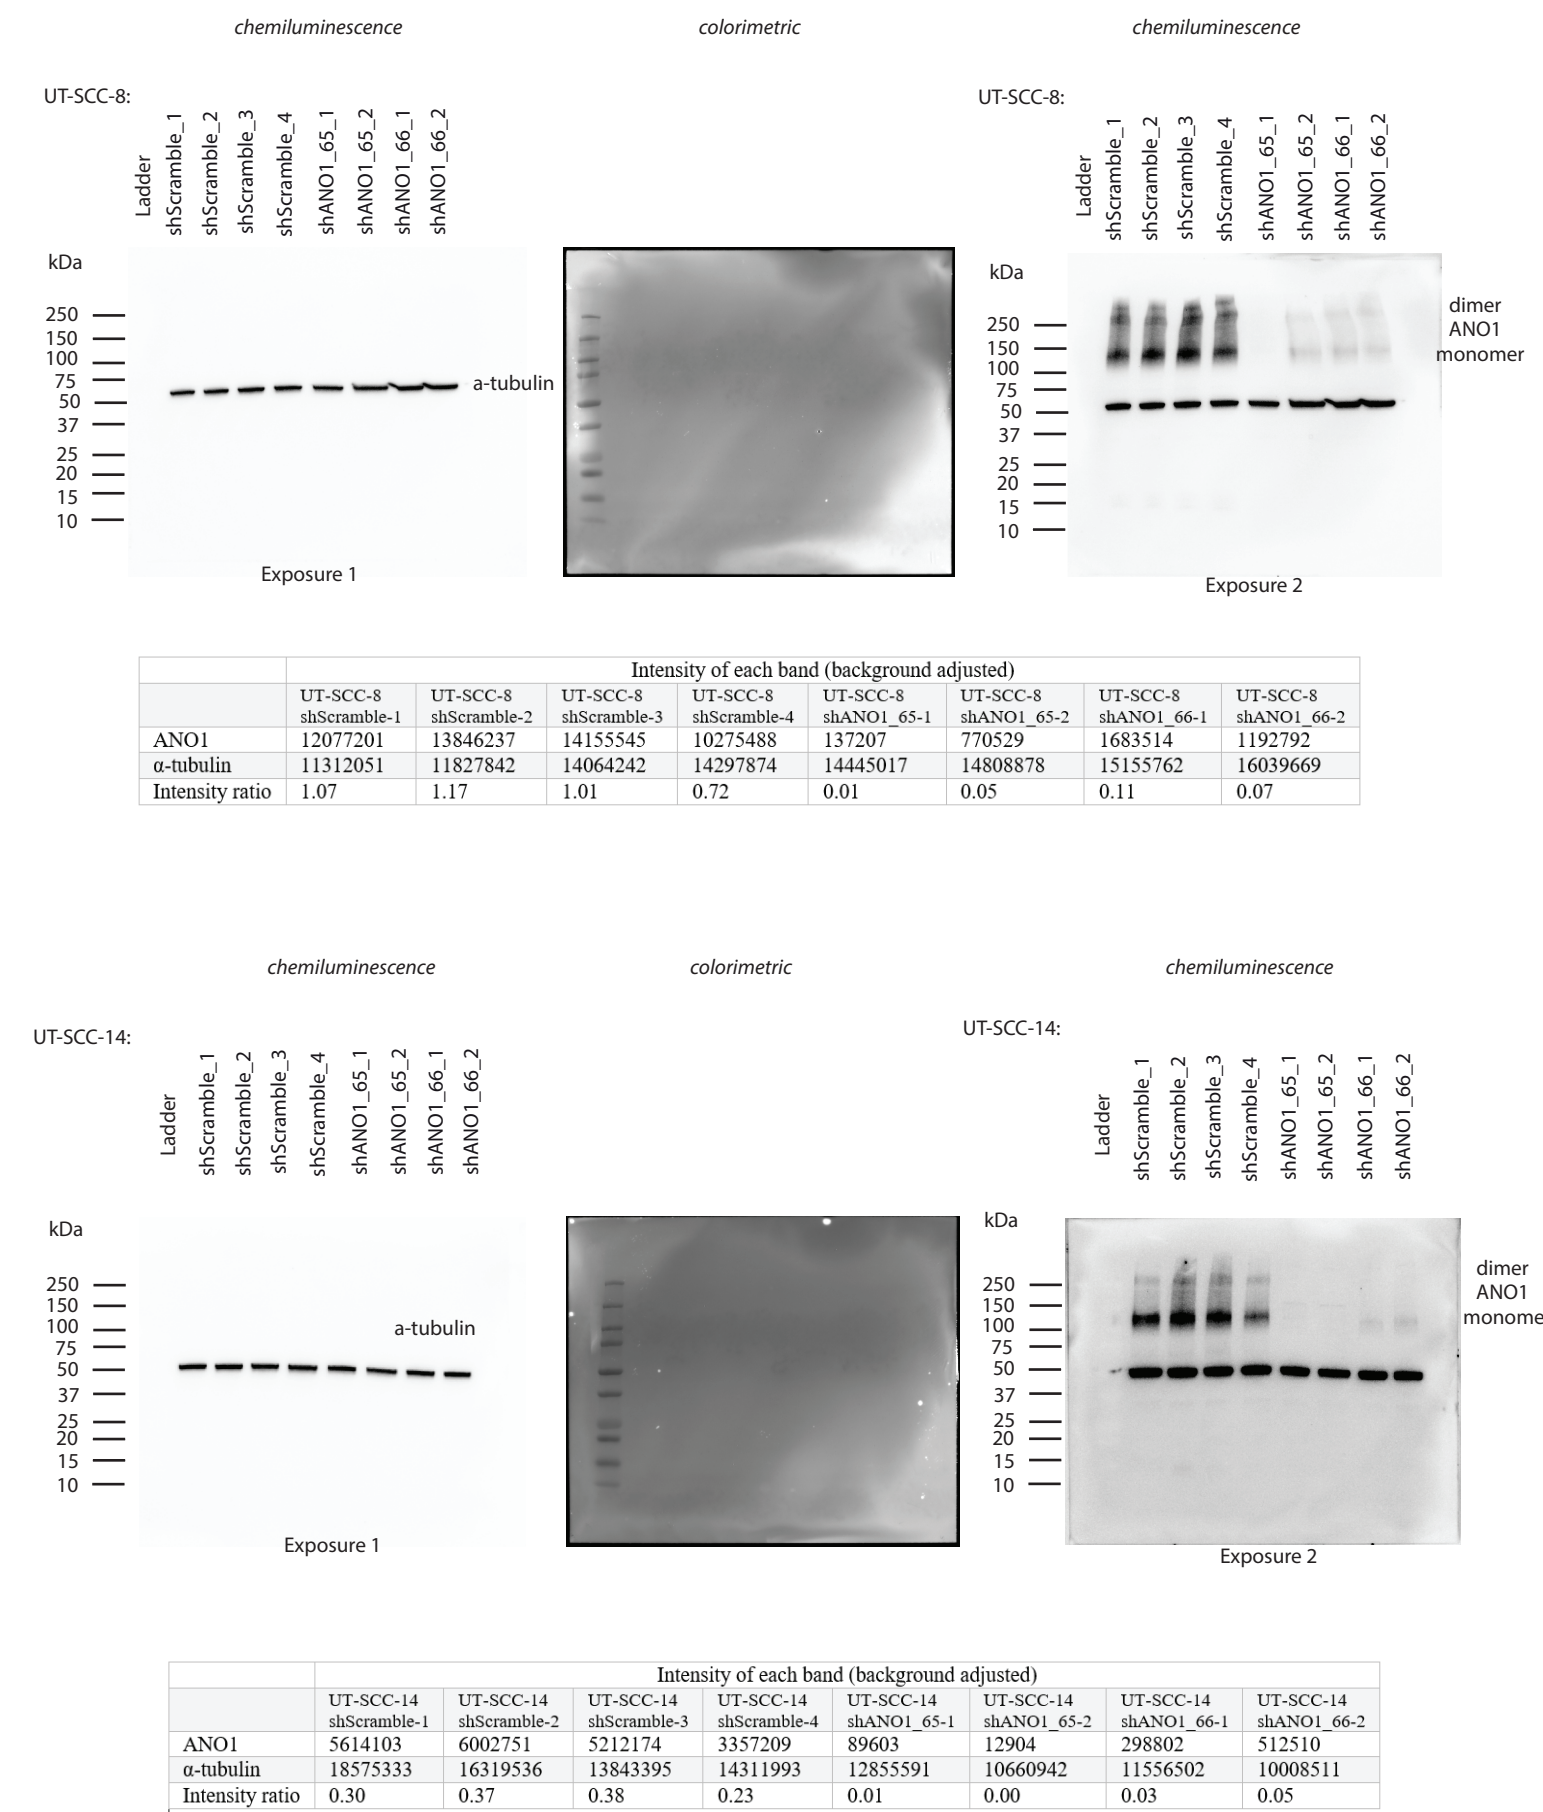 chemiluminescence
colorimetric
chemiluminescence
UT-SCC-8:
Ladder
shScramble_1
shScramble_2
shScramble_3
shScramble_4
shANO1_65_1
shANO1_65_2
shANO1_66_1
shANO1_66_2
kDa
250
150
100
75
50
37
25
20
15
10
a-tubulin
Exposure 1
UT-SCC-8:
Ladder
shScramble_1
shScramble_2
shScramble_3
shScramble_4
shANO1_65_1
shANO1_65_2
shANO1_66_1
shANO1_66_2
kDa
250
150
100
75
50
37
25
20
15
10
dimer
ANO1
monomer
Exposure 2
Intensity of each band (background adjusted)
UT-SCC-8 UT-SCC-8 UT-SCC-8 UT-SCC-8 UT-SCC-8 UT-SCC-8 UT-SCC-8 UT-SCC-8
shScramble-1 shScramble-2 shScramble-3 shScramble-4 shANO1_65-1 shANO1_65-2 shANO1_66-1 shANO1_66-2
ANO1 12077201 13846237 14155545 10275488 137207 770529 1683514 1192792
α-tubulin 11312051 11827842 14064242 14297874 14445017 14808878 15155762 16039669
Intensity ratio 1.07 1.17 1.01 0.72 0.01 0.05 0.11 0.07
chemiluminescence
colorimetric
chemiluminescence
UT-SCC-14:
Ladder
shScramble_1
shScramble_2
shScramble_3
shScramble_4
shANO1_65_1
shANO1_65_2
shANO1_66_1
shANO1_66_2
kDa
250
150
100
75
50
37
25
20
15
10
a-tubulin
Exposure 1
UT-SCC-14:
Ladder
shScramble_1
shScramble_2
shScramble_3
shScramble_4
shANO1_65_1
shANO1_65_2
shANO1_66_1
shANO1_66_2
kDa
250
150
100
75
50
37
25
20
15
10
dimer
ANO1
monome
Exposure 2
Intensity of each band (background adjusted)
UT-SCC-14 UT-SCC-14 UT-SCC-14 UT-SCC-14 UT-SCC-14 UT-SCC-14 UT-SCC-14 UT-SCC-14
shScramble-1 shScramble-2 shScramble-3 shScramble-4 shANO1_65-1 shANO1_65-2 shANO1_66-1 shANO1_66-2
ANO1 5614103 6002751 5212174 3357209 89603 12904 298802 512510
α-tubulin 18575333 16319536 13843395 14311993 12855591 10660942 11556502 10008511
Intensity ratio 0.30 0.37 0.38 0.23 0.01 0.00 0.03 0.05